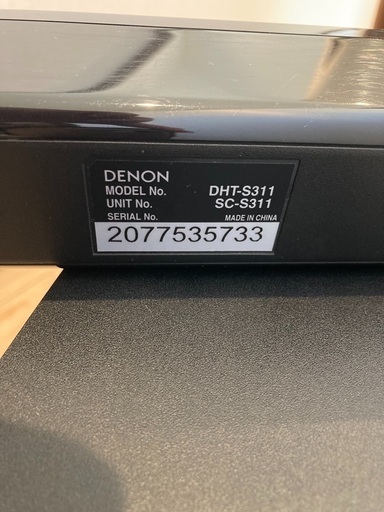 DENON
MODEL No. DHT-S311
UNIT No. SC-S311
SERIAL No. MADE IN CHINA
2077535733